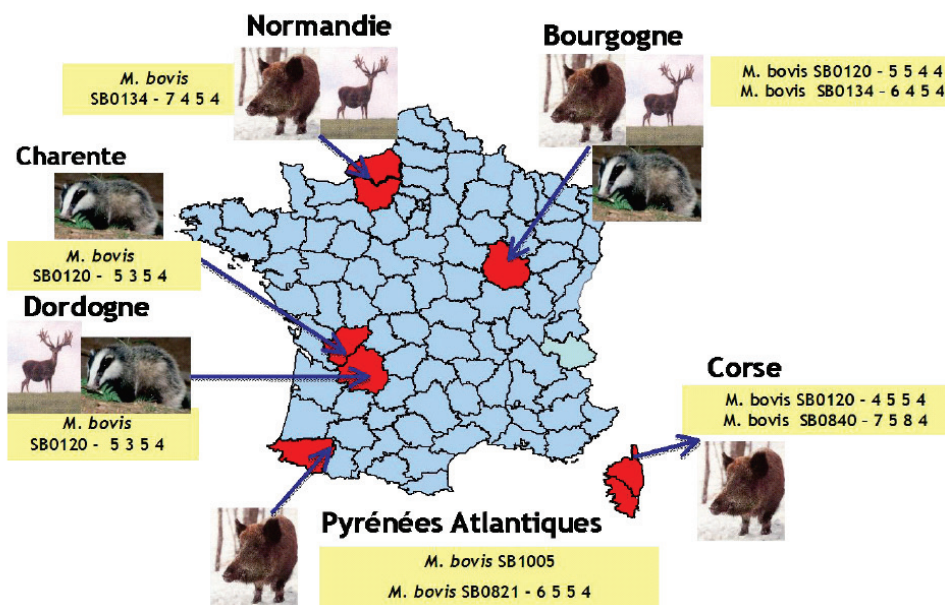 Normandie
M. bovis
SB0134 - 7 4 5 4
Bourgogne
M. bovis SB0120 - 5 5 4 4
M. bovis SB0134 - 6 4 5 4
Charente
M. bovis
SB0120 - 5 3 5 4
Dordogne
M. bovis
SB0120 - 5 3 5 4
Corse
M. bovis SB0120 - 4 5 5 4
M. bovis SB0840 - 7 5 8 4
Pyrénées Atlantiques
M. bovis SB1005
M. bovis SB0821 - 6 5 5 4